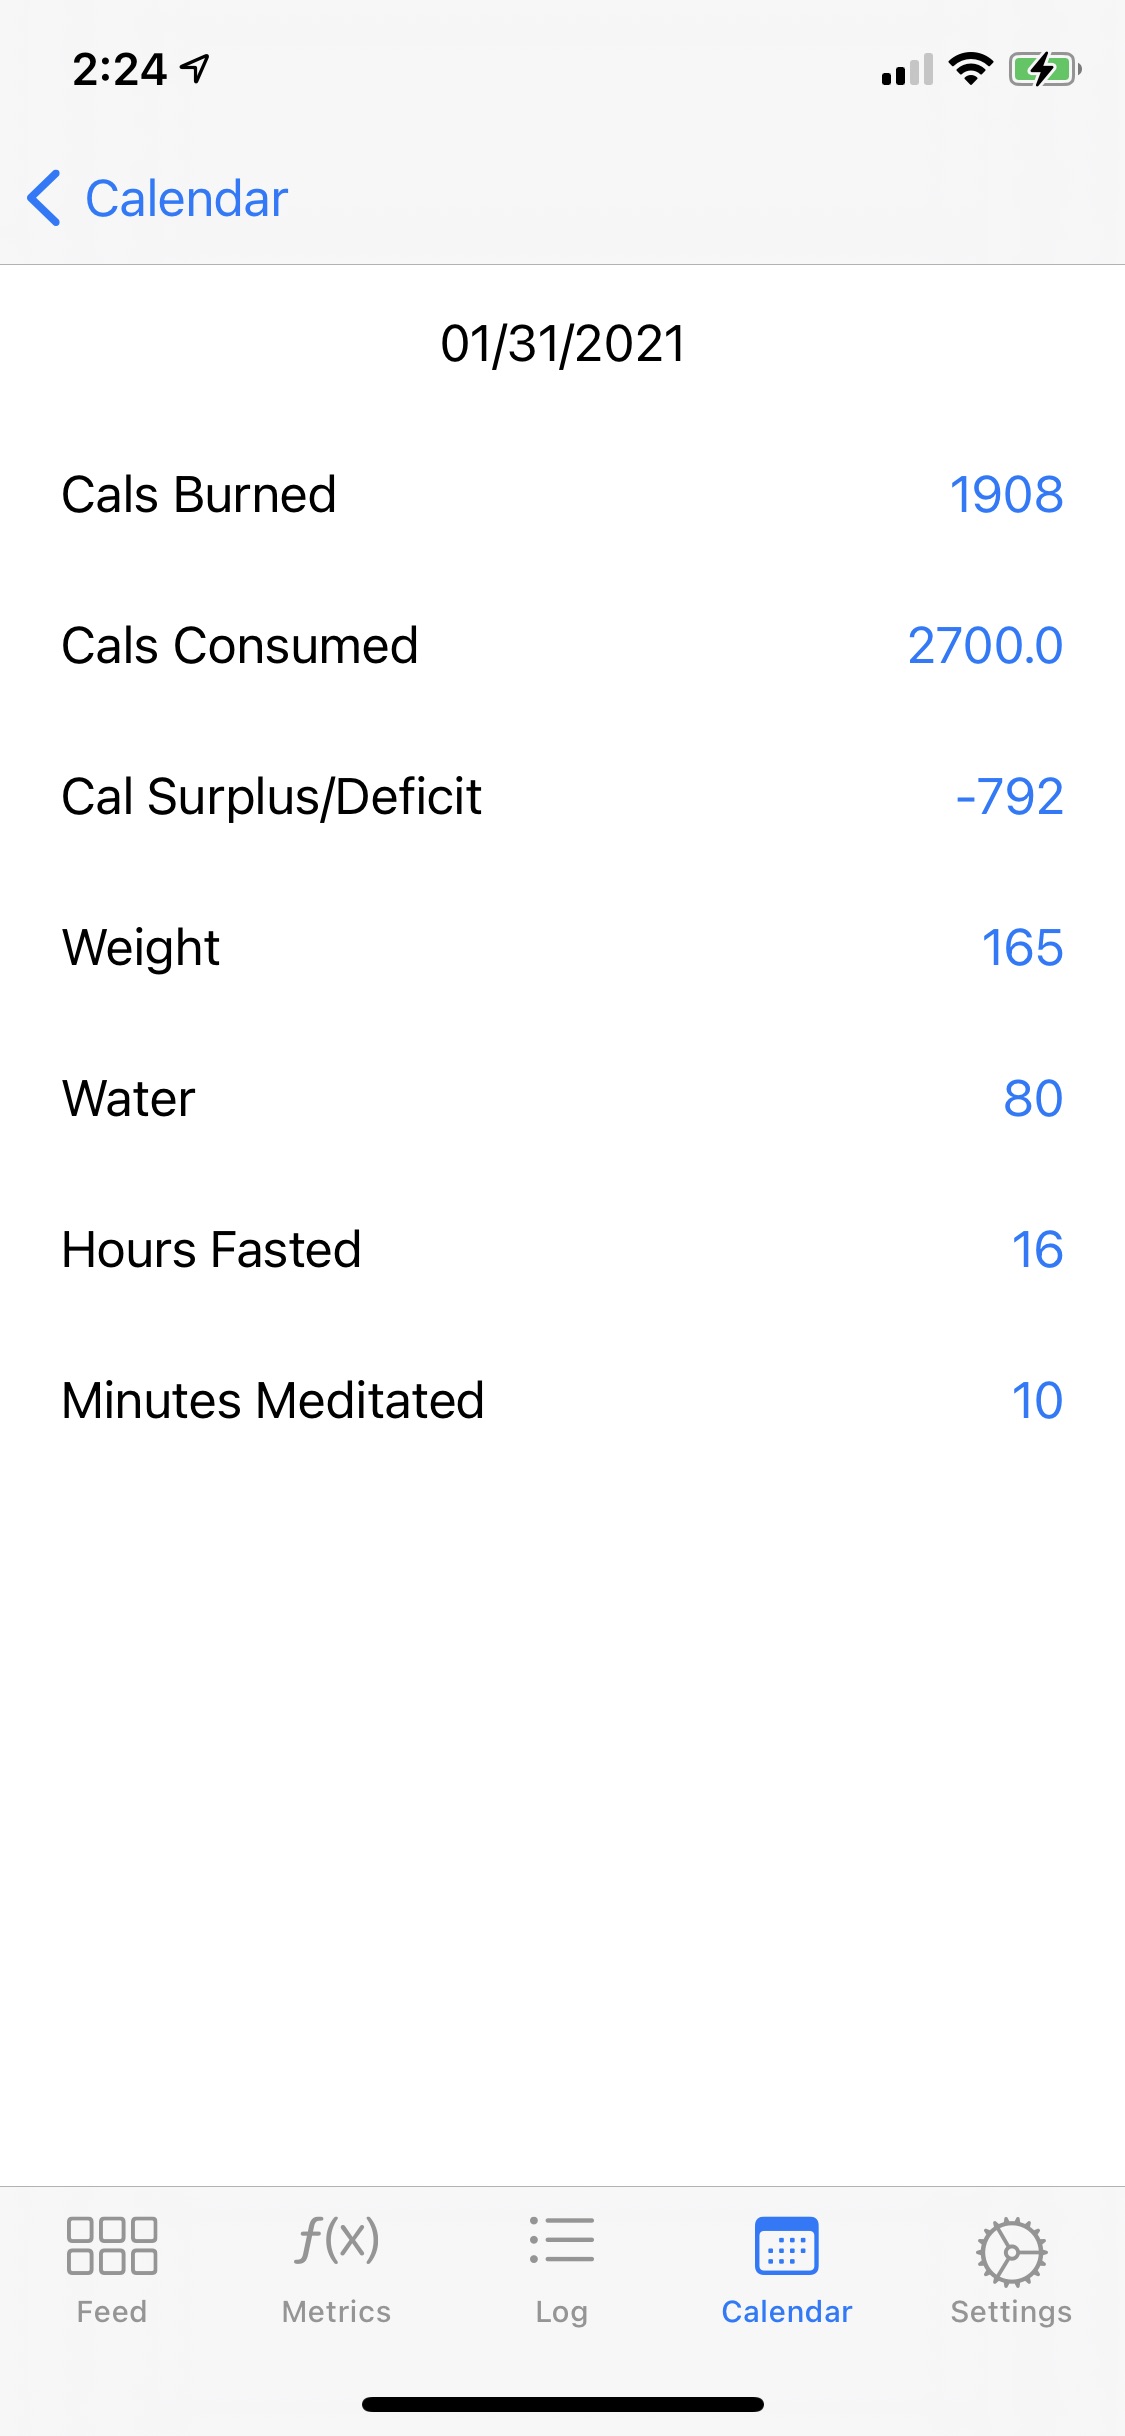 2:24
Calendar
01/31/2021
Cals Burned 1908
Cals Consumed 2700.0
Cal Surplus/Deficit -792
Weight 165
Water 80
Hours Fasted 16
Minutes Meditated 10
f(x)
Feed Metrics Log Calendar Settings